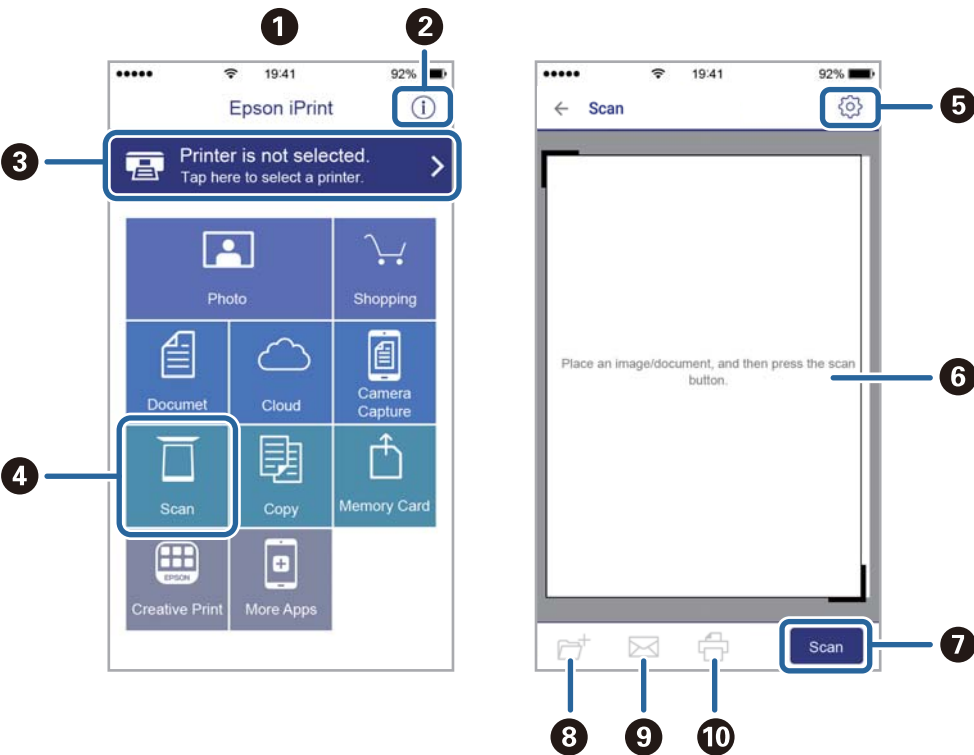 1
2
19:41
92%
Epson iPrint
i
3
Printer is not selected.
Tap here to select a printer.
Photo
Shopping
Documet
Cloud
Camera
Capture
4
Scan
Copy
Memory Card
EPSON
Creative Print
More Apps
19:41
92%
Scan
5
Place an image/document, and then press the scan
button.
6
Scan
7
8
9
10